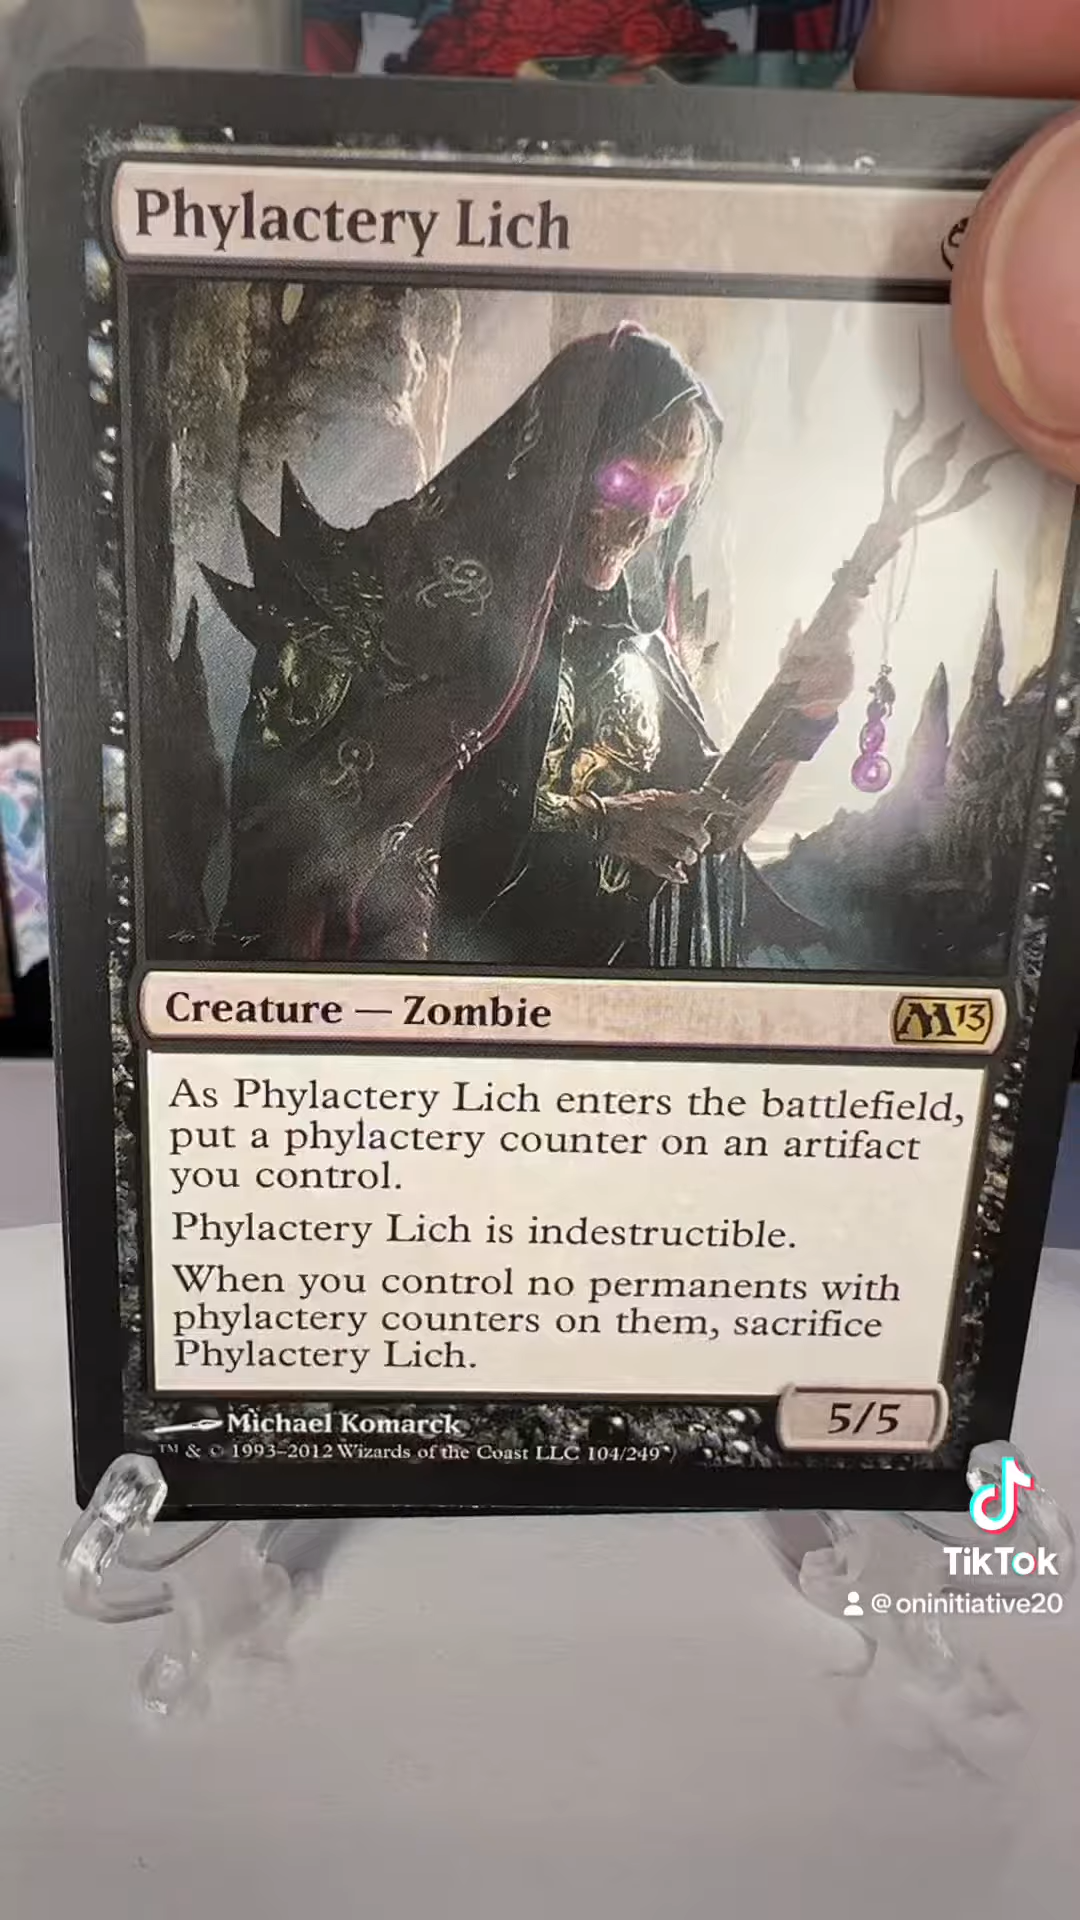 Phylactery Lich
Creature — Zombie
M13
As Phylactery Lich enters the battlefield,
put a phylactery counter on an artifact
you control.
Phylactery Lich is indestructible.
When you control no permanents with
phylactery counters on them, sacrifice
Phylactery Lich.
Michael Komarck
5/5
™ & © 1993–2012 Wizards of the Coast LLC 104/249
TikTok
@oninitiative20